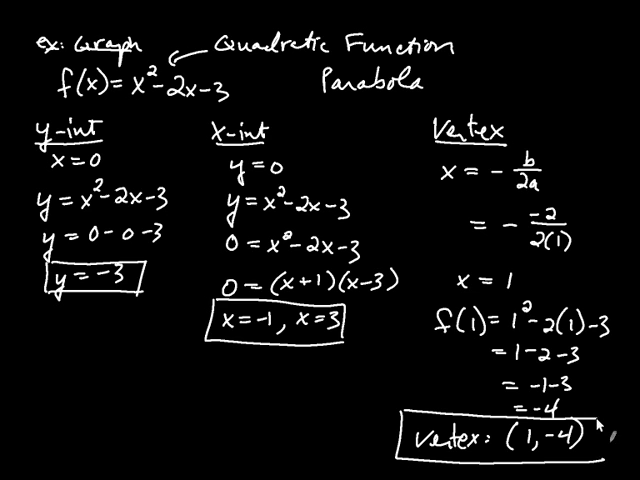 ex: Graph
Quadratic Function
f(x) = x² - 2x - 3
Parabola
y-int
x = 0
y = x² - 2x - 3
y = 0 - 0 - 3
y = -3
x-int
y = 0
y = x² - 2x - 3
0 = x² - 2x - 3
0 = (x + 1)(x - 3)
x = -1, x = 3
Vertex
x = - b/2a
= - -2/2(1)
x = 1
f(1) = 1² - 2(1) - 3
= 1 - 2 - 3
= -1 - 3
= -4
Vertex: (1, -4)